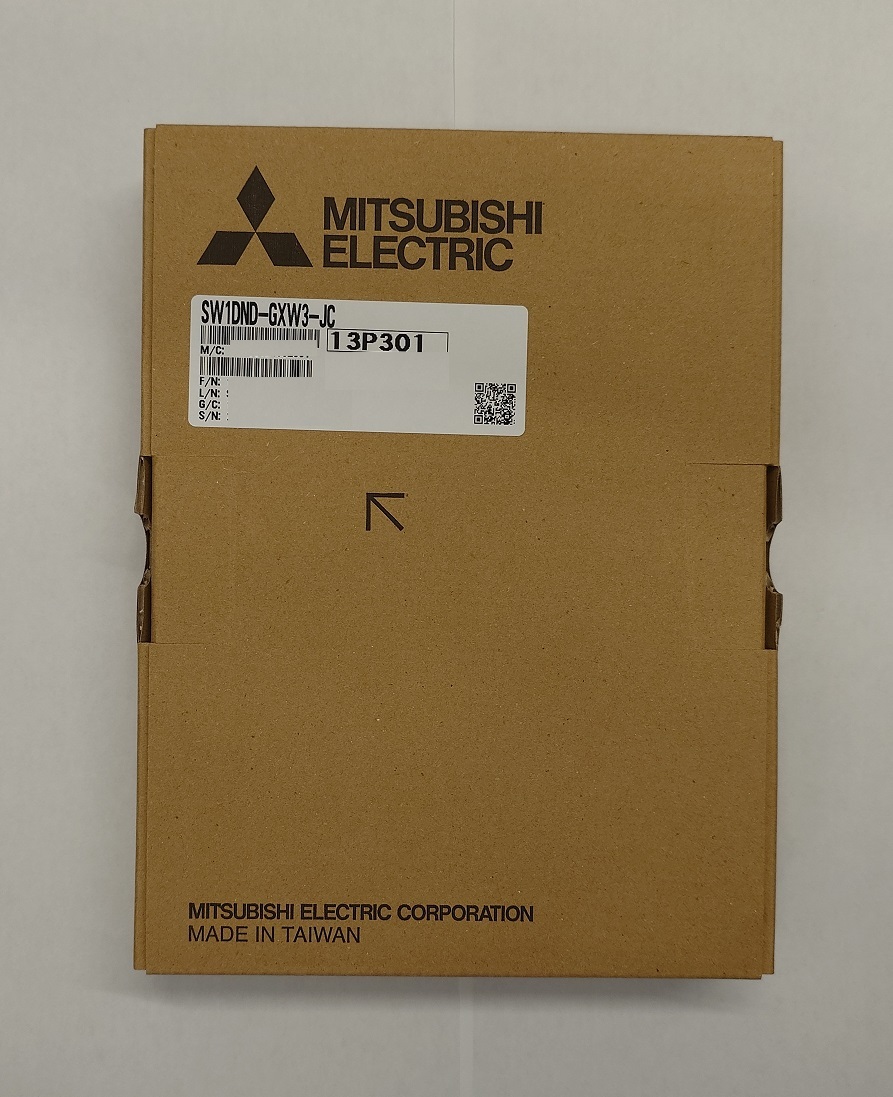 MITSUBISHI
ELECTRIC
SW1DND-GXW3-JC
13P301
M/C:
F/N:
L/N:
G/C:
S/N:
MITSUBISHI ELECTRIC CORPORATION
MADE IN TAIWAN